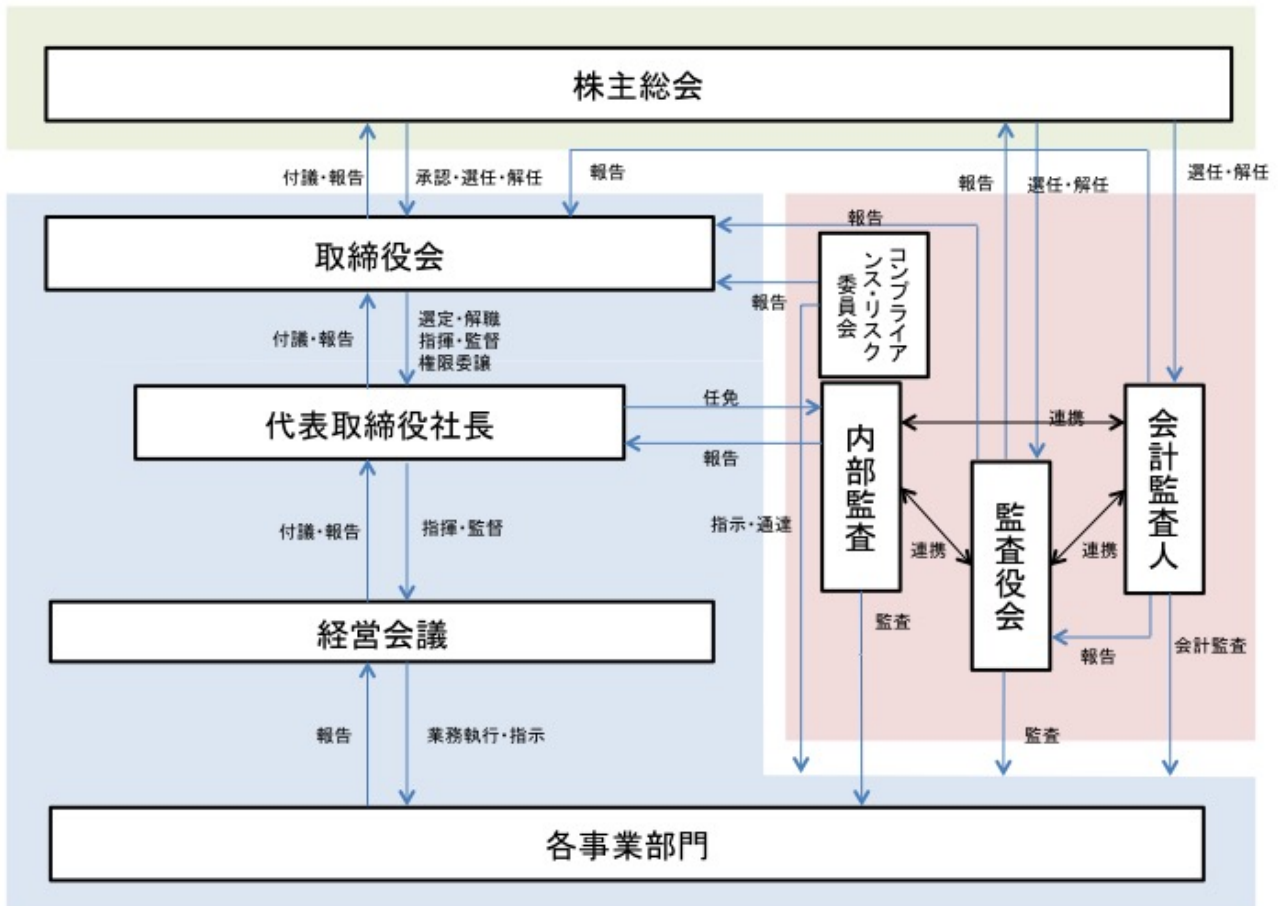 株主総会
付議・報告
承認・選任・解任
報告
報告
選任・解任
選任・解任
取締役会
報告
報告
コンプライア
ンス・リスク
委員会
付議・報告
選定・解職
指揮・監督
権限委譲
代表取締役社長
任免
報告
内部監査
連携
会計監査人
監査役会
連携
連携
付議・報告
指揮・監督
指示・通達
経営会議
監査
報告
会計監査
報告
業務執行・指示
監査
各事業部門